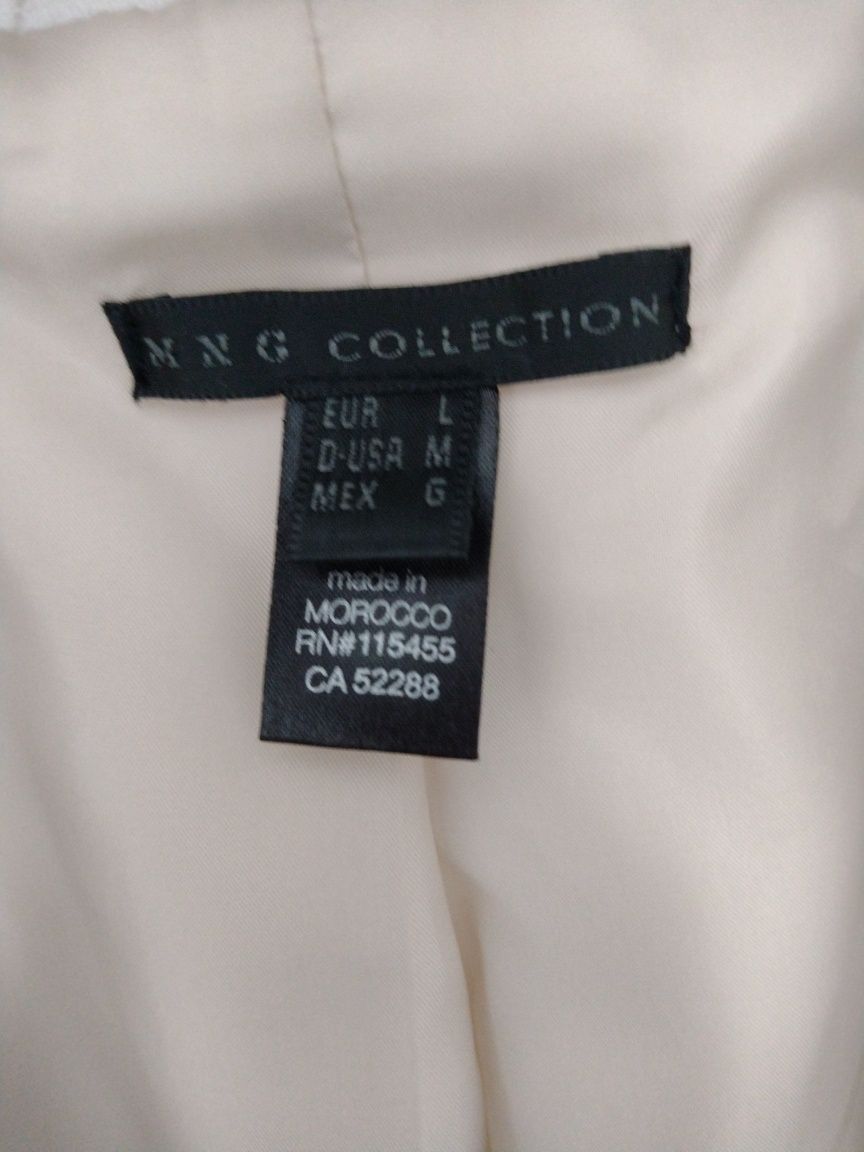 MNG COLLECTION
EUR L
D-USA M
MEX G
made in
MOROCCO
RN#115455
CA 52288